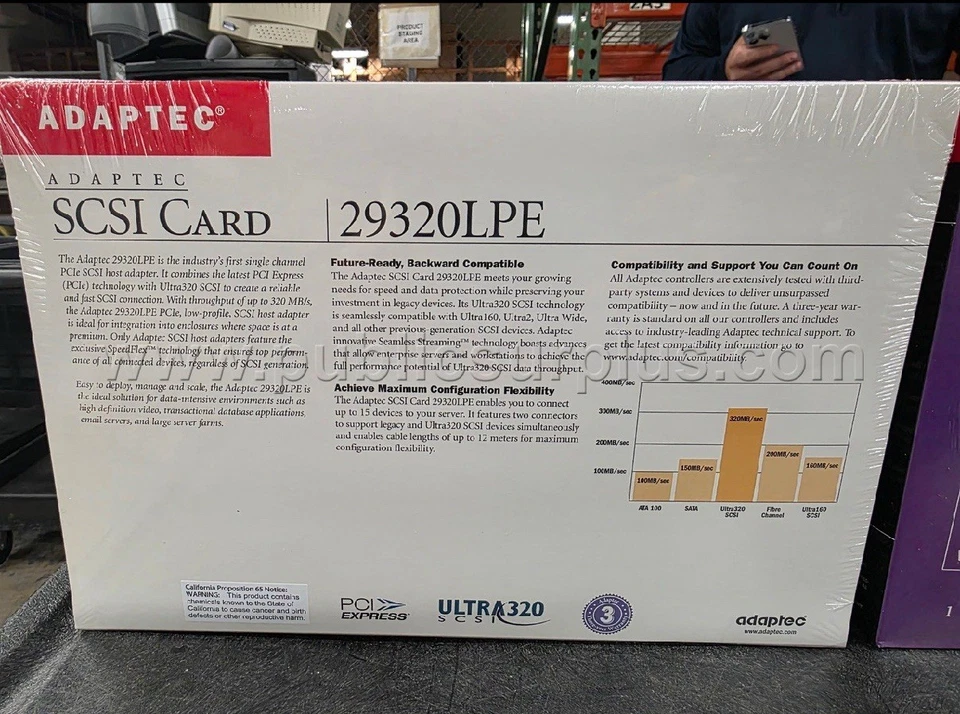 PRODUCT
STAGING
AREA
ADAPTEC®
ADAPTEC
SCSI CARD | 29320LPE
The Adaptec 29320LPE is the industry's first single channel
PCIe SCSI host adapter. It combines the latest PCI Express
(PCIe) technology with Ultra320 SCSI to create a reliable
and fast SCSI connection. With throughput of up to 320 MB/s,
the Adaptec 29320LPE PCIe, low-profile, SCSI host adapter
is ideal for integration into enclosures where space is at a
premium. Only Adaptec SCSI host adapters feature the
exclusive SpeedFlex™ technology that ensures top perform-
ance of all connected devices, regardless of SCSI generation.
Easy to deploy, manage and scale, the Adaptec 29320LPE is
the ideal solution for data-intensive environments such as
high definition video, transactional database applications,
email servers, and large server farms.
Future-Ready, Backward Compatible
The Adaptec SCSI Card 29320LPE meets your growing
needs for speed and data protection while preserving your
investment in legacy devices. Its Ultra320 SCSI technology
is seamlessly compatible with Ultra160, Ultra2, Ultra Wide,
and all other previous generation SCSI devices. Adaptec
innovative Seamless Streaming™ technology boosts advances
that allow enterprise servers and workstations to achieve the
full performance potential of Ultra320 SCSI data throughput.
Achieve Maximum Configuration Flexibility
The Adaptec SCSI Card 29320LPE enables you to connect
up to 15 devices to your server. It features two connectors
to support legacy and Ultra320 SCSI devices simultaneously
and enables cable lengths of up to 12 meters for maximum
configuration flexibility.
Compatibility and Support You Can Count On
All Adaptec controllers are extensively tested with third-
party systems and devices to deliver unsurpassed
compatibility — now and in the future. A three-year war-
ranty is standard on all our controllers and includes
access to industry-leading Adaptec technical support. To
get the latest compatibility information go to
www.adaptec.com/compatibility.
www.publicsurplus.com
400MB/sec
300MB/sec
200MB/sec
100MB/sec
100MB/sec
150MB/sec
320MB/sec
200MB/sec
160MB/sec
ATA 100
SATA
Ultra320
SCSI
Fibre
Channel
Ultra160
SCSI
California Proposition 65 Notice:
WARNING: This product contains
chemicals known to the State of
California to cause cancer and birth
defects or other reproductive harm.
PCI
EXPRESS®
ULTRA320
SCSI
3
adaptec
www.adaptec.com